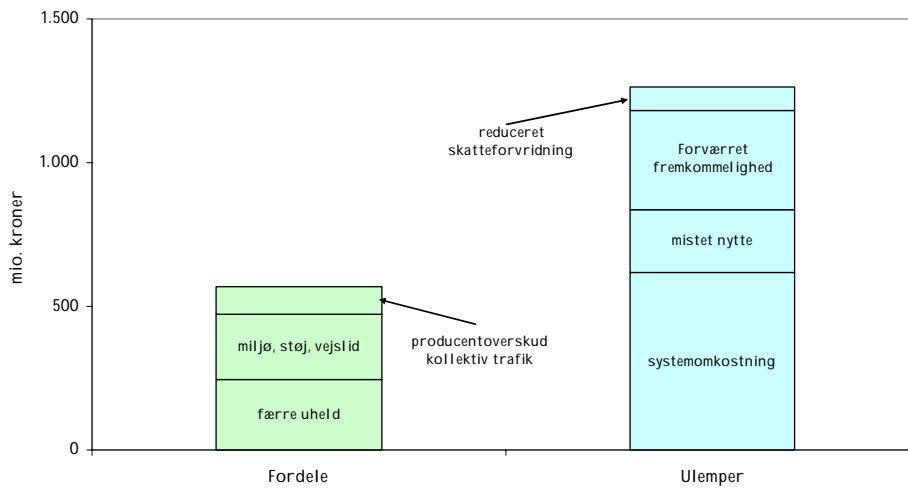 1.500
1.000
500
0
mio. kroner
reduceret
skatteforvridning
Forværret
fremkommelighed
mistet nytte
systemomkostning
miljø, støj, vejslid
færre uheld
producentoverskud
kollektiv trafik
Fordele
Ulemper